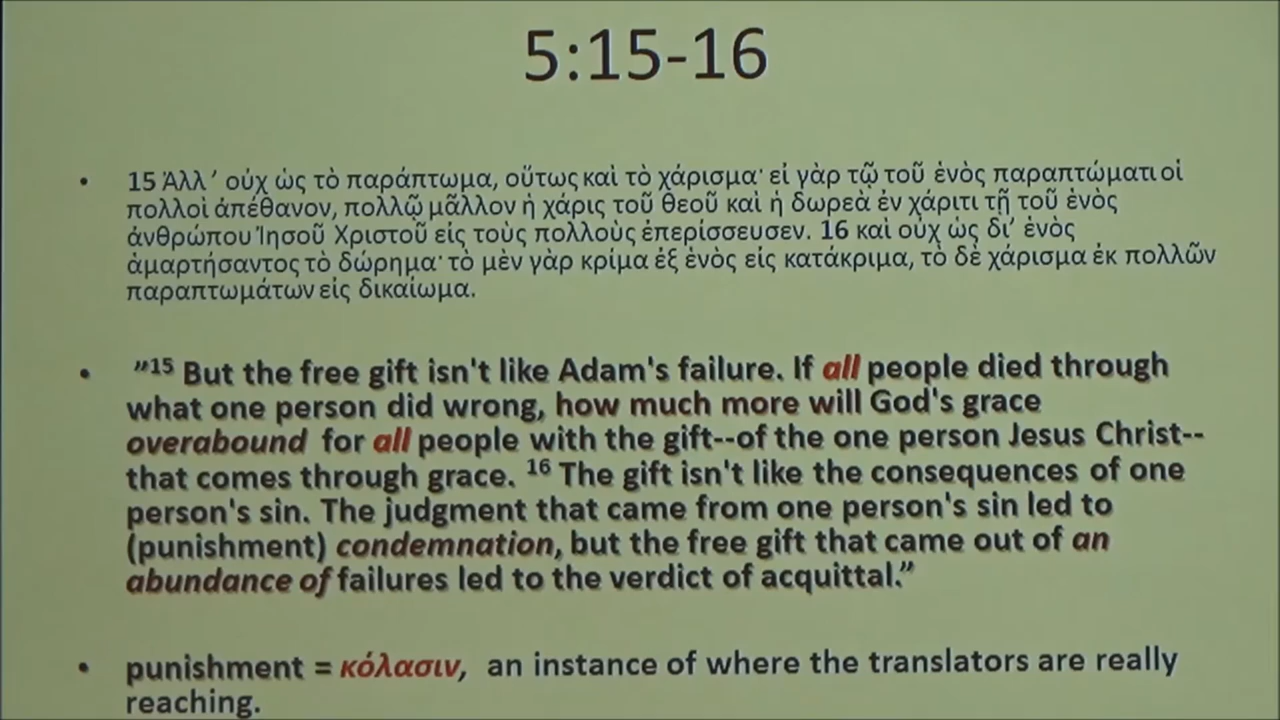 5:15-16
• 15 Ἀλλ ’ οὐχ ὡς τὸ παράπτωμα, οὕτως καὶ τὸ χάρισμα· εἰ γὰρ τῷ τοῦ ἑνὸς παραπτώματι οἱ
πολλοὶ ἀπέθανον, πολλῷ μᾶλλον ἡ χάρις τοῦ θεοῦ καὶ ἡ δωρεὰ ἐν χάριτι τῇ τοῦ ἑνὸς
ἀνθρώπου Ἰησοῦ Χριστοῦ εἰς τοὺς πολλοὺς ἐπερίσσευσεν. 16 καὶ οὐχ ὡς δι’ ἑνὸς
ἁμαρτήσαντος τὸ δώρημα· τὸ μὲν γὰρ κρίμα ἐξ ἑνὸς εἰς κατάκριμα, τὸ δὲ χάρισμα ἐκ πολλῶν
παραπτωμάτων εἰς δικαίωμα.
• ”15 But the free gift isn't like Adam's failure. If all people died through
what one person did wrong, how much more will God's grace
overabound for all people with the gift--of the one person Jesus Christ--
that comes through grace. 16 The gift isn't like the consequences of one
person's sin. The judgment that came from one person's sin led to
(punishment) condemnation, but the free gift that came out of an
abundance of failures led to the verdict of acquittal.”
• punishment = κόλασιν, an instance of where the translators are really
reaching.